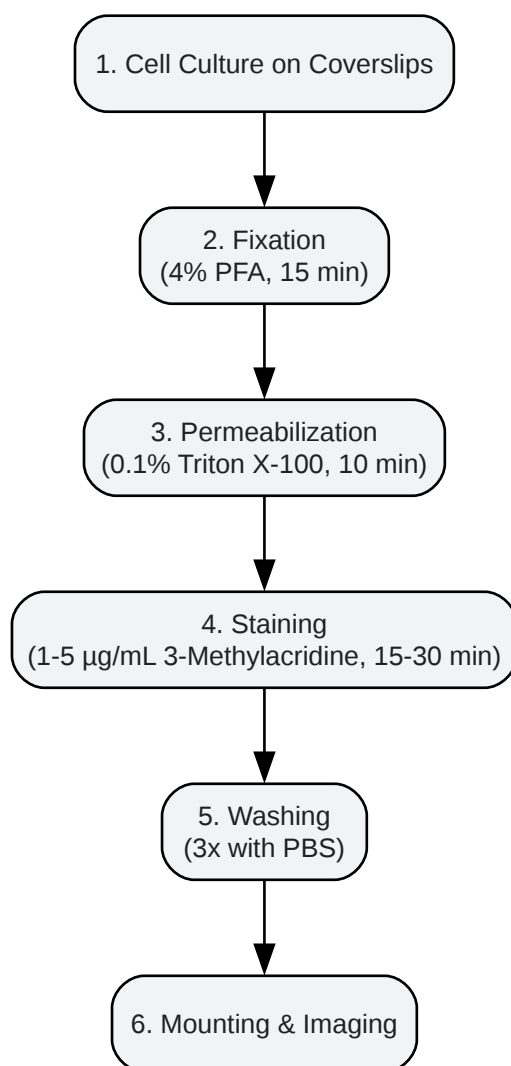 1. Cell Culture on Coverslips
2. Fixation
(4% PFA, 15 min)
3. Permeabilization
(0.1% Triton X-100, 10 min)
4. Staining
(1-5 µg/mL 3-Methylacridine, 15-30 min)
5. Washing
(3x with PBS)
6. Mounting & Imaging